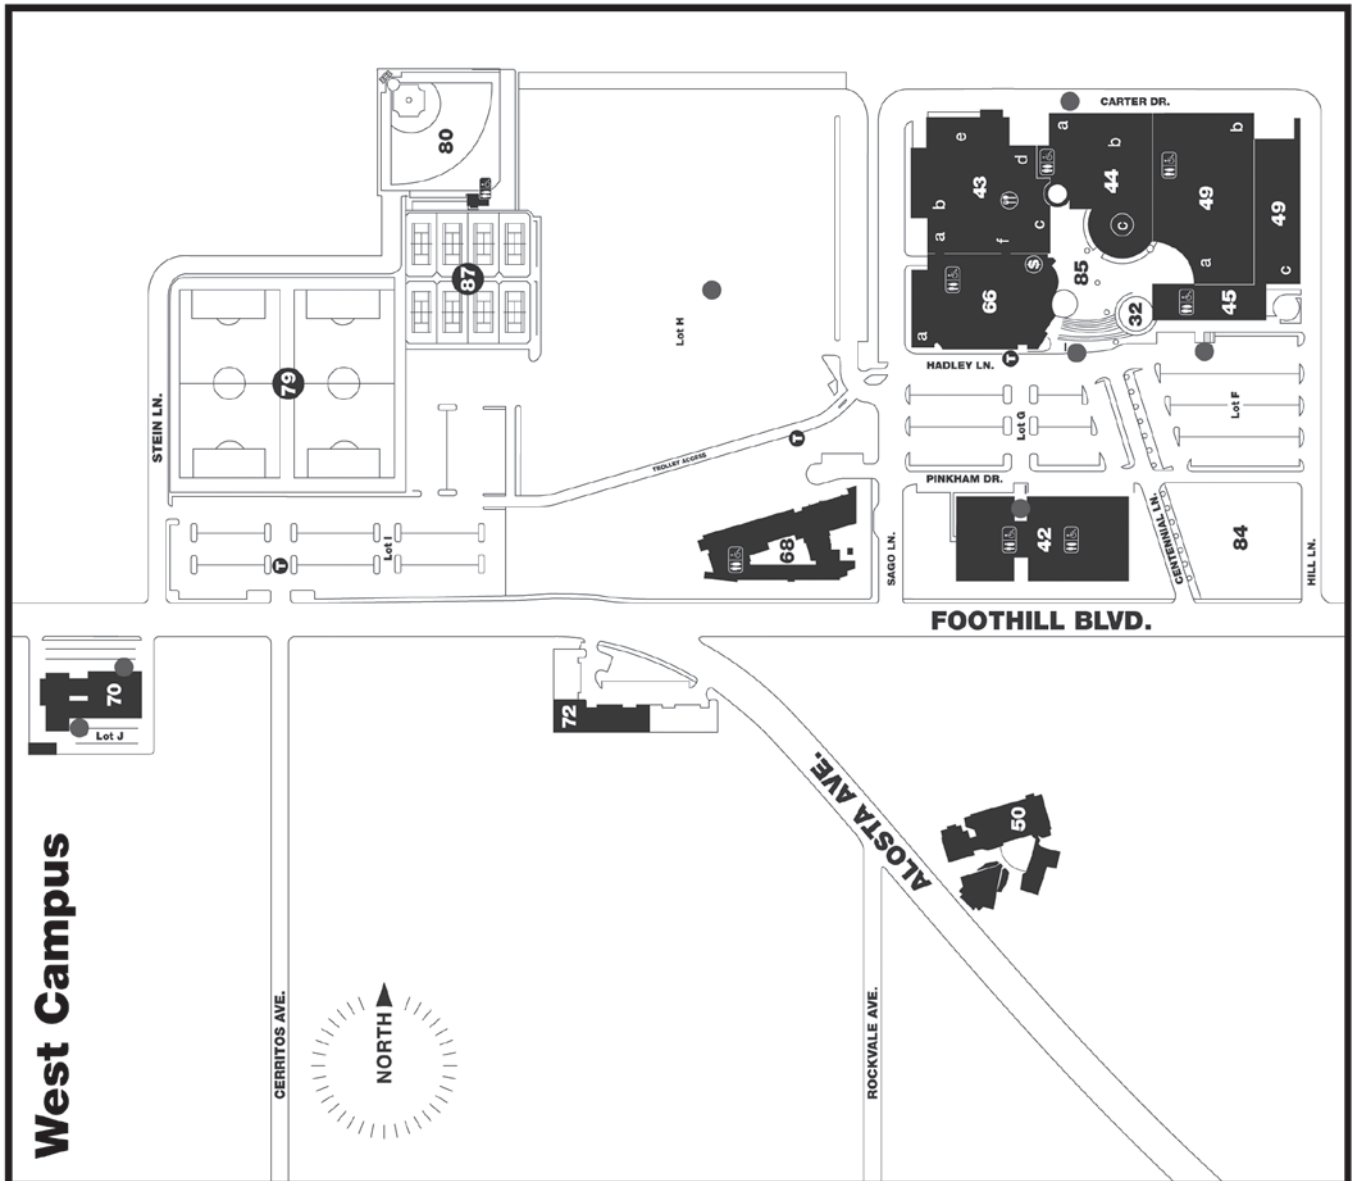 CARTER DR.
80
e
d
a
b
b
43
44
49
49
b
a
f
c
c
a
c
87
S
85
66
45
32
a
Lot H
T
HADLEY LN.
79
STEIN LN.
Lot G
Lot F
T
TROLLEY ACCESS
PINKHAM DR.
Lot I
T
68
SAGO LN.
42
CENTENNIAL LN.
84
HILL LN.
FOOTHILL BLVD.
70
Lot J
72
ALOSTA AVE.
50
West Campus
CERRITOS AVE.
NORTH
ROCKVALE AVE.